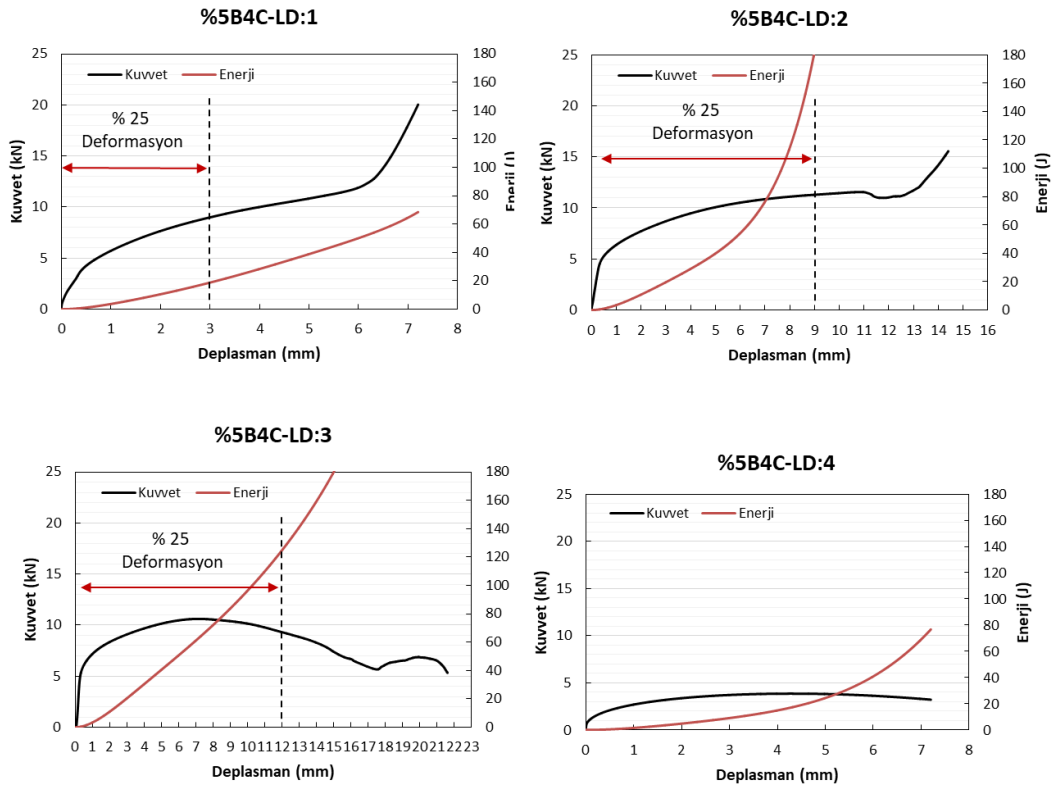 %5B4C-LD:1
Kuvvet Enerji
% 25
Deformasyon
Kuvvet (kN)
25
20
15
10
5
0
180
160
140
120
100
80
60
40
20
0
Enerji (J)
0 1 2 3 4 5 6 7 8
Deplasman (mm)
%5B4C-LD:2
Kuvvet Enerji
% 25
Deformasyon
Kuvvet (kN)
25
20
15
10
5
0
180
160
140
120
100
80
60
40
20
0
Enerji (J)
0 1 2 3 4 5 6 7 8 9 10 11 12 13 14 15 16
Deplasman (mm)
%5B4C-LD:3
Kuvvet Enerji
% 25
Deformasyon
Kuvvet (kN)
25
20
15
10
5
0
180
160
140
120
100
80
60
40
20
0
0 1 2 3 4 5 6 7 8 9 10 11 12 13 14 15 16 17 18 19 20 21 22 23
Deplasman (mm)
%5B4C-LD:4
Kuvvet Enerji
Kuvvet (kN)
25
20
15
10
5
0
180
160
140
120
100
80
60
40
20
0
Enerji (J)
0 1 2 3 4 5 6 7 8
Deplasman (mm)